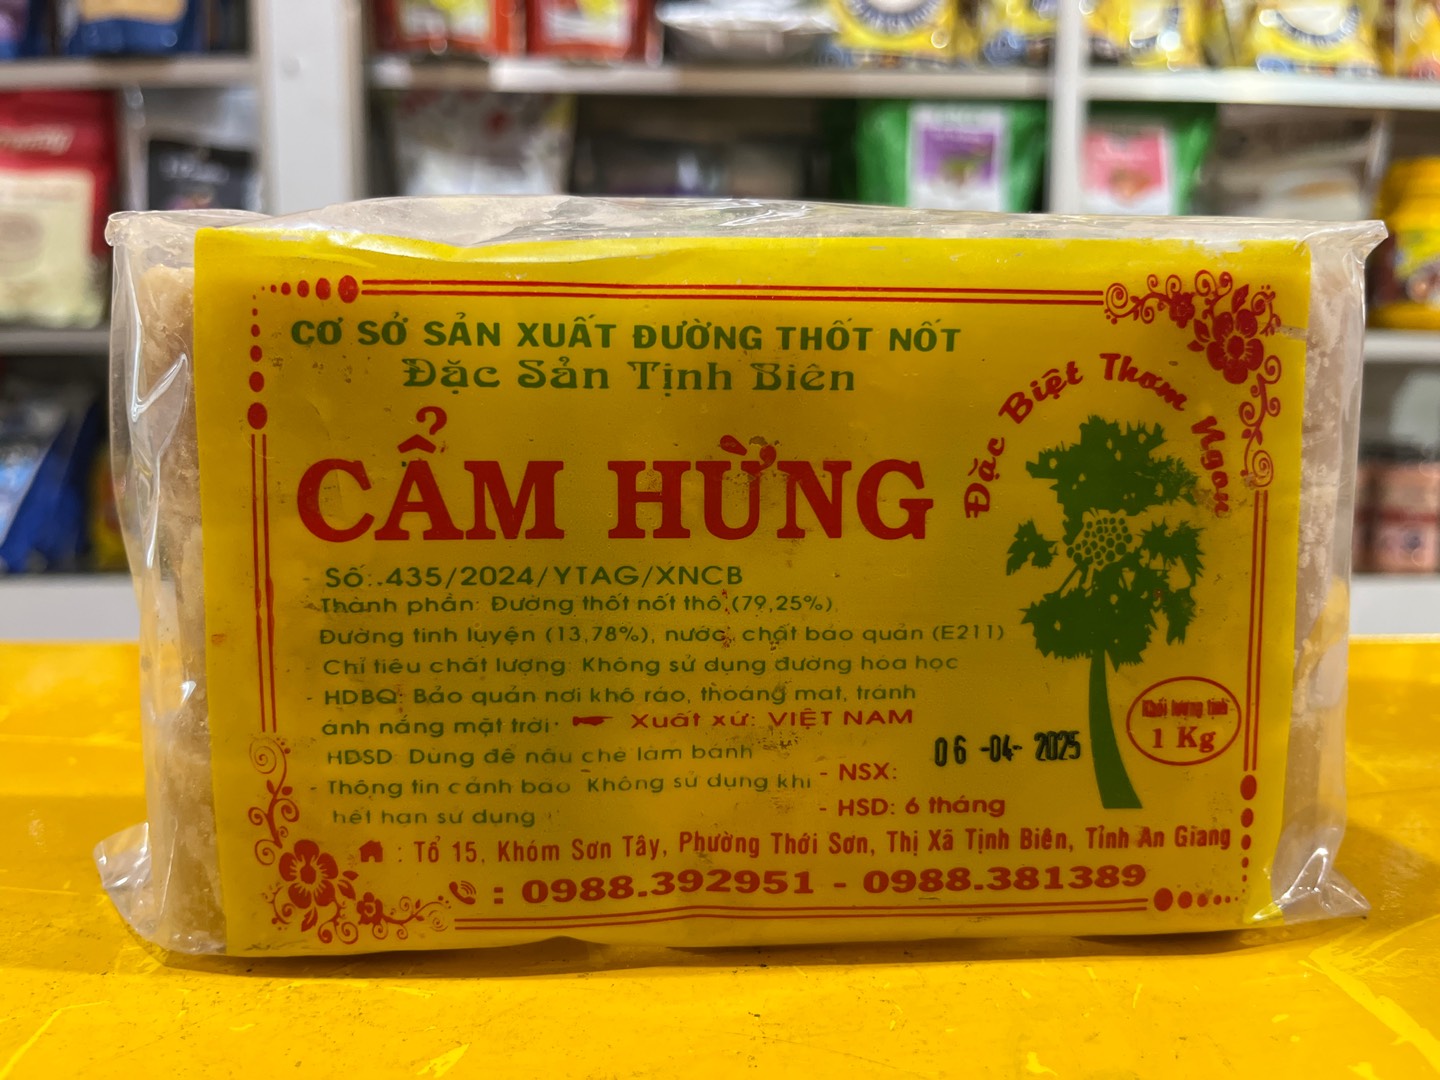 CƠ SỞ SẢN XUẤT ĐƯỜNG THỐT NỐT
Đặc Sản Tịnh Biên
Đặc Biệt Thơm Ngon
CẨM HỪNG
Số: 435/2024/YTAG/XNCB
Thành phần: Đường thốt nốt thô (79,25%),
Đường tinh luyện (13,78%), nước, chất bảo quản (E211)
- Chỉ tiêu chất lượng: Không sử dụng đường hóa học
- HDBQ: Bảo quản nơi khô ráo, thoáng mát, tránh
ánh nắng mặt trời.
Xuất xứ: VIỆT NAM
HDSD: Dùng để nấu chè làm bánh
- Thông tin cảnh báo: Không sử dụng khi
hết hạn sử dụng
- NSX: 06-04-2025
- HSD: 6 tháng
Khối lượng tịnh
1 Kg
: Tổ 15, Khóm Sơn Tây, Phường Thới Sơn, Thị Xã Tịnh Biên, Tỉnh An Giang
: 0988.392951 - 0988.381389